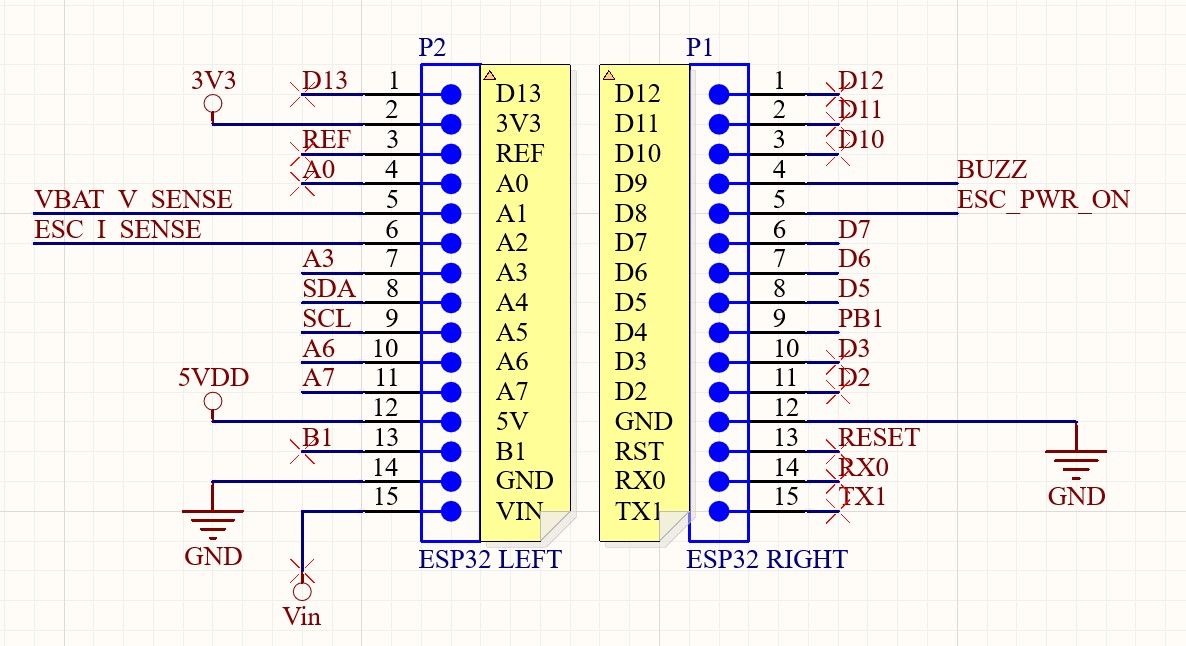 P2 P1
3V3 D13 1 D13 D12 1 D12
2 3V3 D11 2 D11
REF 3 REF D10 3 D10
A0 4 A0 D9 4 BUZZ
VBAT_V_SENSE 5 A1 D8 5 ESC_PWR_ON
ESC_I_SENSE 6 A2 D7 6 D7
A3 7 A3 D6 7 D6
SDA 8 A4 D5 8 D5
SCL 9 A5 D4 9 PB1
A6 10 A6 D3 10 D3
5VDD A7 11 A7 D2 11 D2
12 5V GND 12
B1 13 B1 RST 13 RESET
14 GND RX0 14 RX0
15 VIN TX1 15 TX1 GND
GND ESP32 LEFT ESP32 RIGHT
Vin